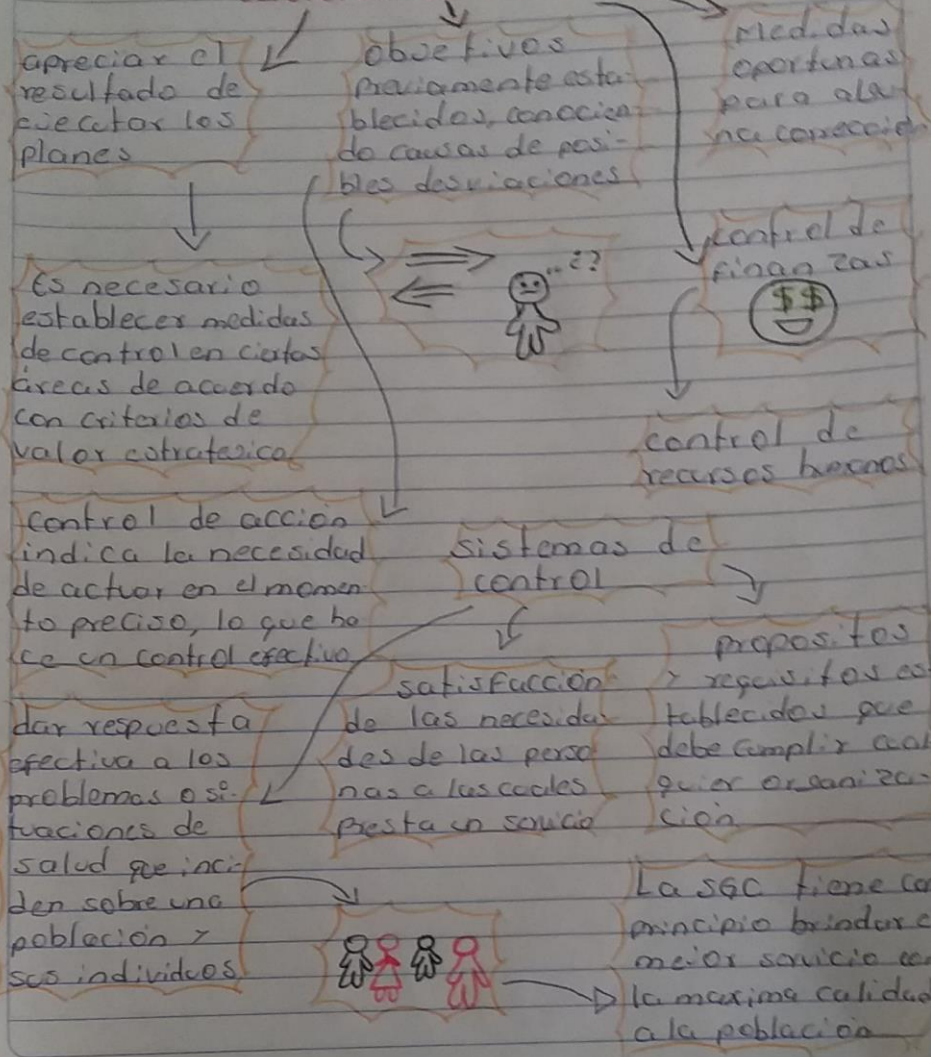 apreciar el
resultado de
ejecutar los
planes
objetivos
previamente esta-
blecidos, conocien
do causas de posi-
bles desviaciones
Medidas
oportunas
para ala
na correcció
Es necesario
establecer medidas
de control en ciertas
áreas de acuerdo
con criterios de
valor estrategica
??
control de
finanzas
$$
control de
recursos humanos
control de acción
indica la necesidad
de actuar en el momen
to preciso, lo que ha
ce un control efectivo
sistemas de
control
dar respuesta
efectiva a los
problemas o si-
tuaciones de
salud que inci-
den sobre una
población y
sus individuos
satisfacción
de las necesida-
des de las perso
nas a las cuales
presta un servicio
propositos
y requisitos es
tablecidos que
debe cumplir cual
quier organiza-
ción
La SGC tiene co
principio brindar e
mejor servicio co
la maxima calidad
a la población